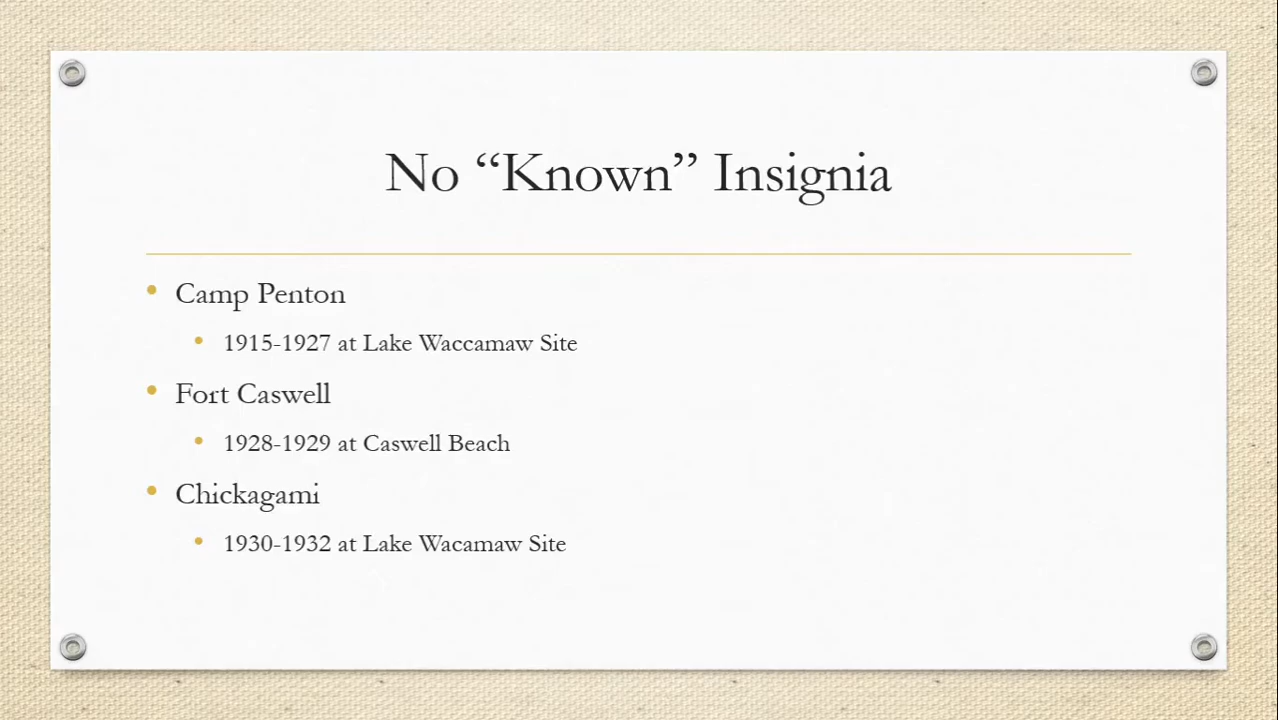 No “Known” Insignia
• Camp Penton
• 1915-1927 at Lake Waccamaw Site
• Fort Caswell
• 1928-1929 at Caswell Beach
• Chickagami
• 1930-1932 at Lake Wacamaw Site